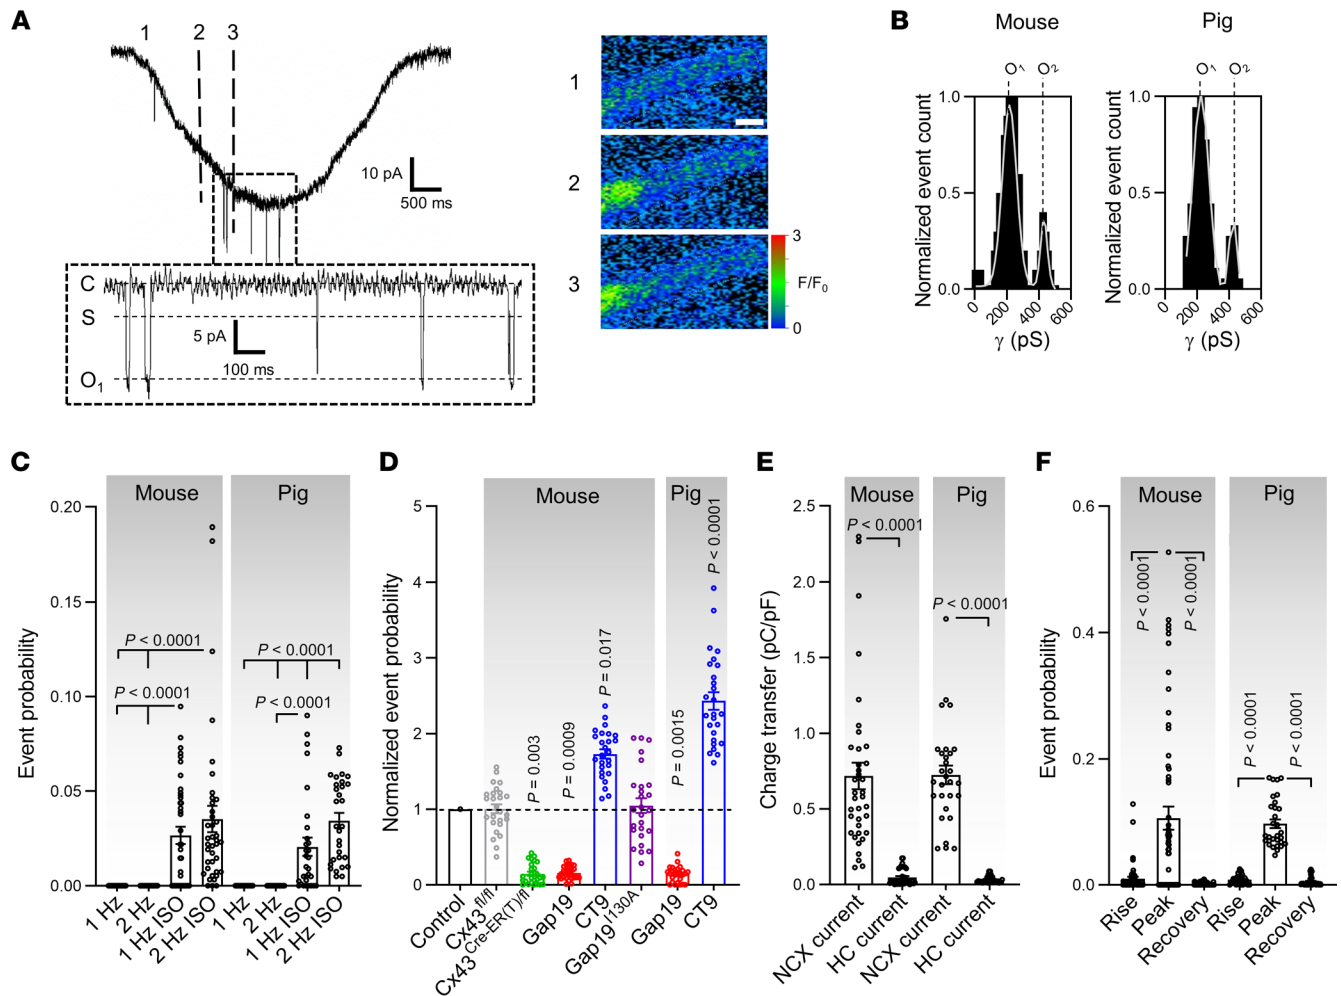 A
1
2
3
10 pA
500 ms
C
S
O1
5 pA
100 ms
1
2
3
3
F/F0
0
B
Mouse
Pig
O1
O2
O1
O2
Normalized event count
1.0
0.5
0.0
0
200
400
600
γ (pS)
Normalized event count
1.0
0.5
0.0
0
200
400
600
γ (pS)
C
Mouse
Pig
Event probability
0.20
0.15
0.10
0.05
0.00
P < 0.0001
P < 0.0001
P < 0.0001
P < 0.0001
1 Hz
2 Hz
1 Hz ISO
2 Hz ISO
1 Hz
2 Hz
1 Hz ISO
2 Hz ISO
D
Mouse
Pig
Normalized event probability
5
4
3
2
1
0
P = 0.003
P = 0.0009
P = 0.017
P = 0.0015
P < 0.0001
Control
Cx43fl/fl
Cx43Cre-ER(T)/fl
Gap19
CT9
Gap19I130A
Gap19
CT9
E
Mouse
Pig
Charge transfer (pC/pF)
2.5
2.0
1.5
1.0
0.5
0.0
P < 0.0001
P < 0.0001
NCX current
HC current
NCX current
HC current
F
Mouse
Pig
Event probability
0.6
0.4
0.2
0.0
P < 0.0001
P < 0.0001
P < 0.0001
P < 0.0001
Rise
Peak
Recovery
Rise
Peak
Recovery